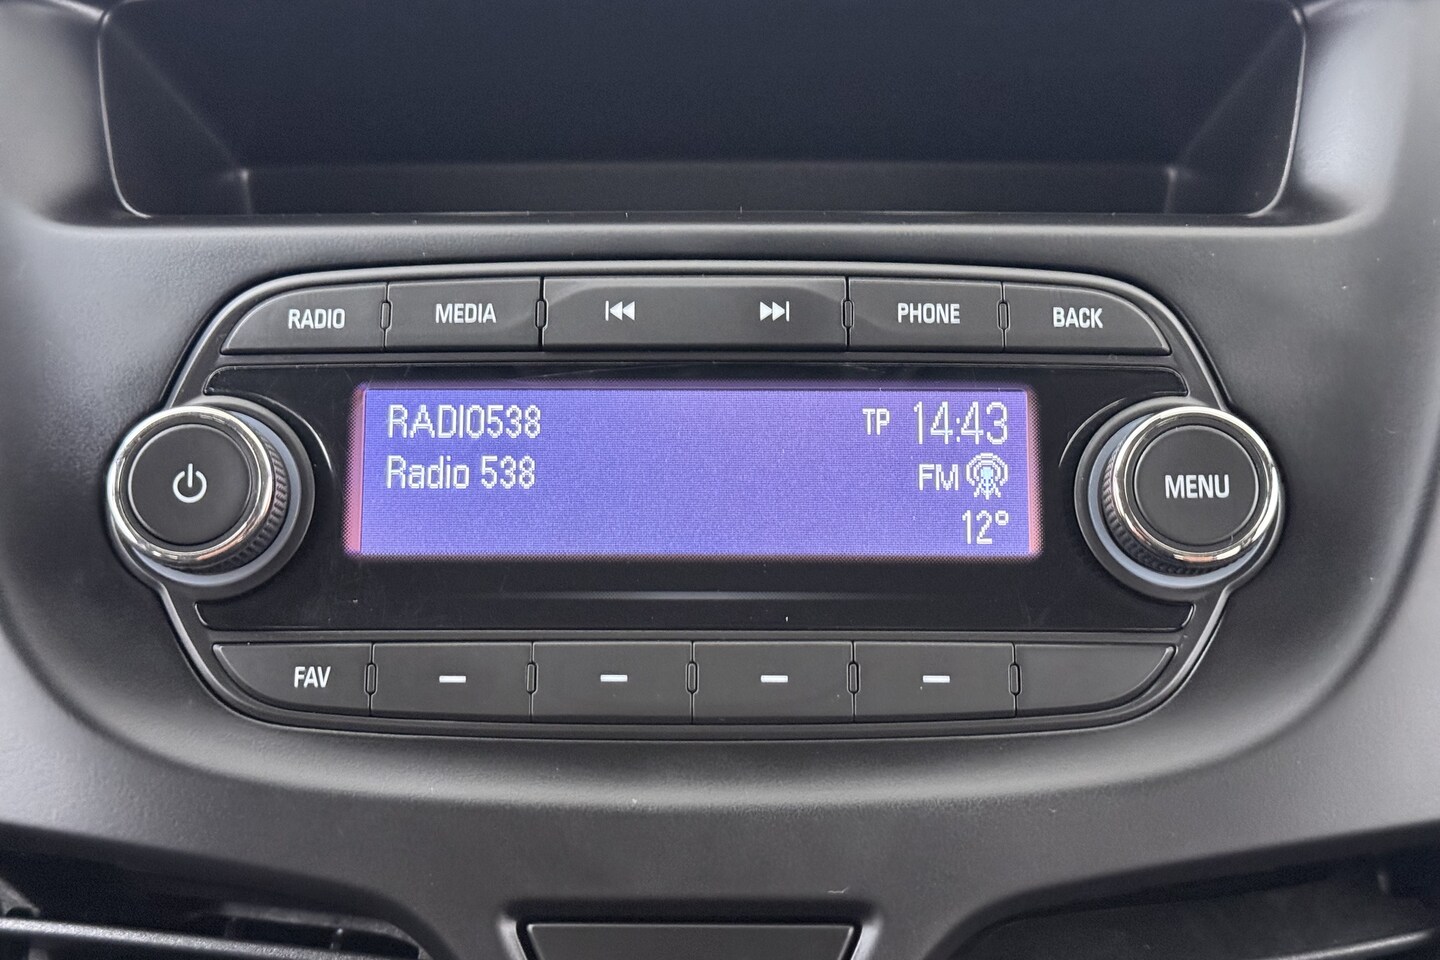 RADIO MEDIA PHONE BACK
RADIO538 TP 14:43
Radio 538 FM
12°
MENU
FAV